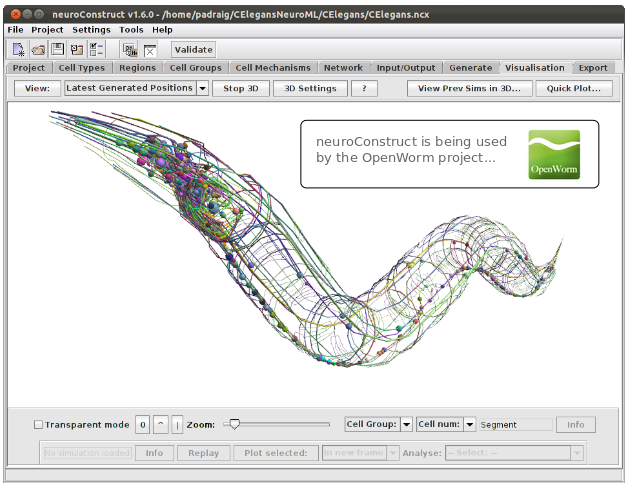 neuroConstruct v1.6.0 - /home/padraig/CElegansNeuroML/CElegans/CElegans.ncx
File Project Settings Tools Help
Validate
Project Cell Types Regions Cell Groups Cell Mechanisms Network Input/Output Generate Visualisation Export
View: Latest Generated Positions Stop 3D 3D Settings ? View Prev Sims in 3D... Quick Plot...
neuroConstruct is being used
by the OpenWorm project...
OpenWorm
Transparent mode 0 ^ | Zoom: Cell Group: Cell num: Segment Info
No simulation loaded Info Replay Plot selected: In new frame Analyse: -- Select: --